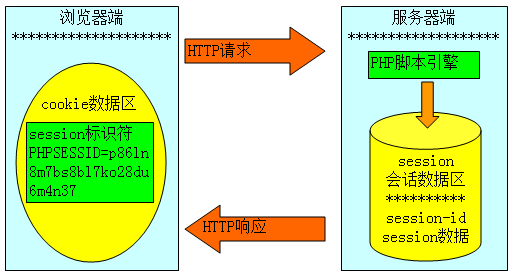 浏览器端
********************
cookie数据区
session标识符
PHPSESSID=p86ln
8m7bs8bl7ko28du
6m4n37
HTTP请求
HTTP响应
服务器端
*******************
PHP脚本引擎
session
会话数据区
**********
session-id
session数据